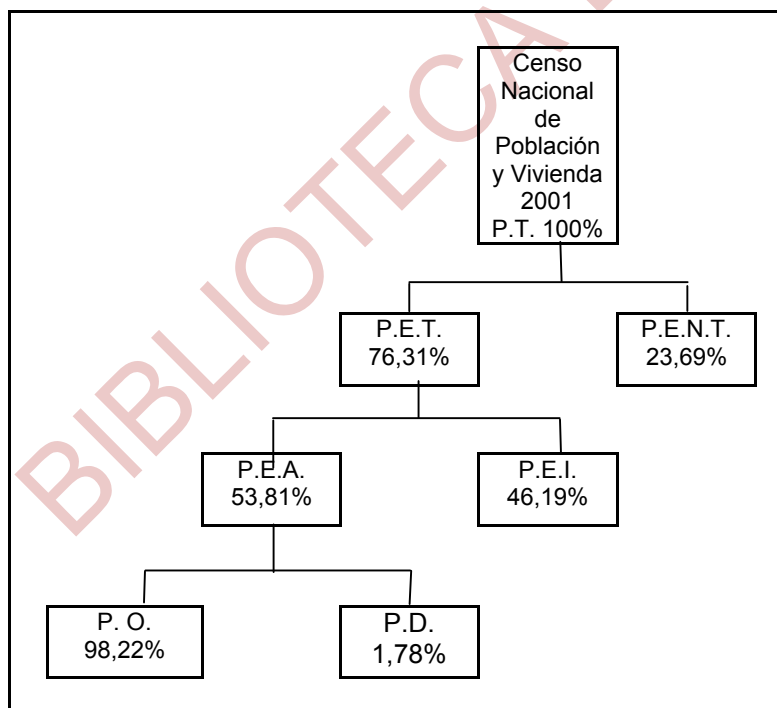 Censo
Nacional
de
Población
y Vivienda
2001
P.T. 100%
P.E.T.
76,31%
P.E.N.T.
23,69%
P.E.A.
53,81%
P.E.I.
46,19%
P. O.
98,22%
P.D.
1,78%
BIBLIOTECA